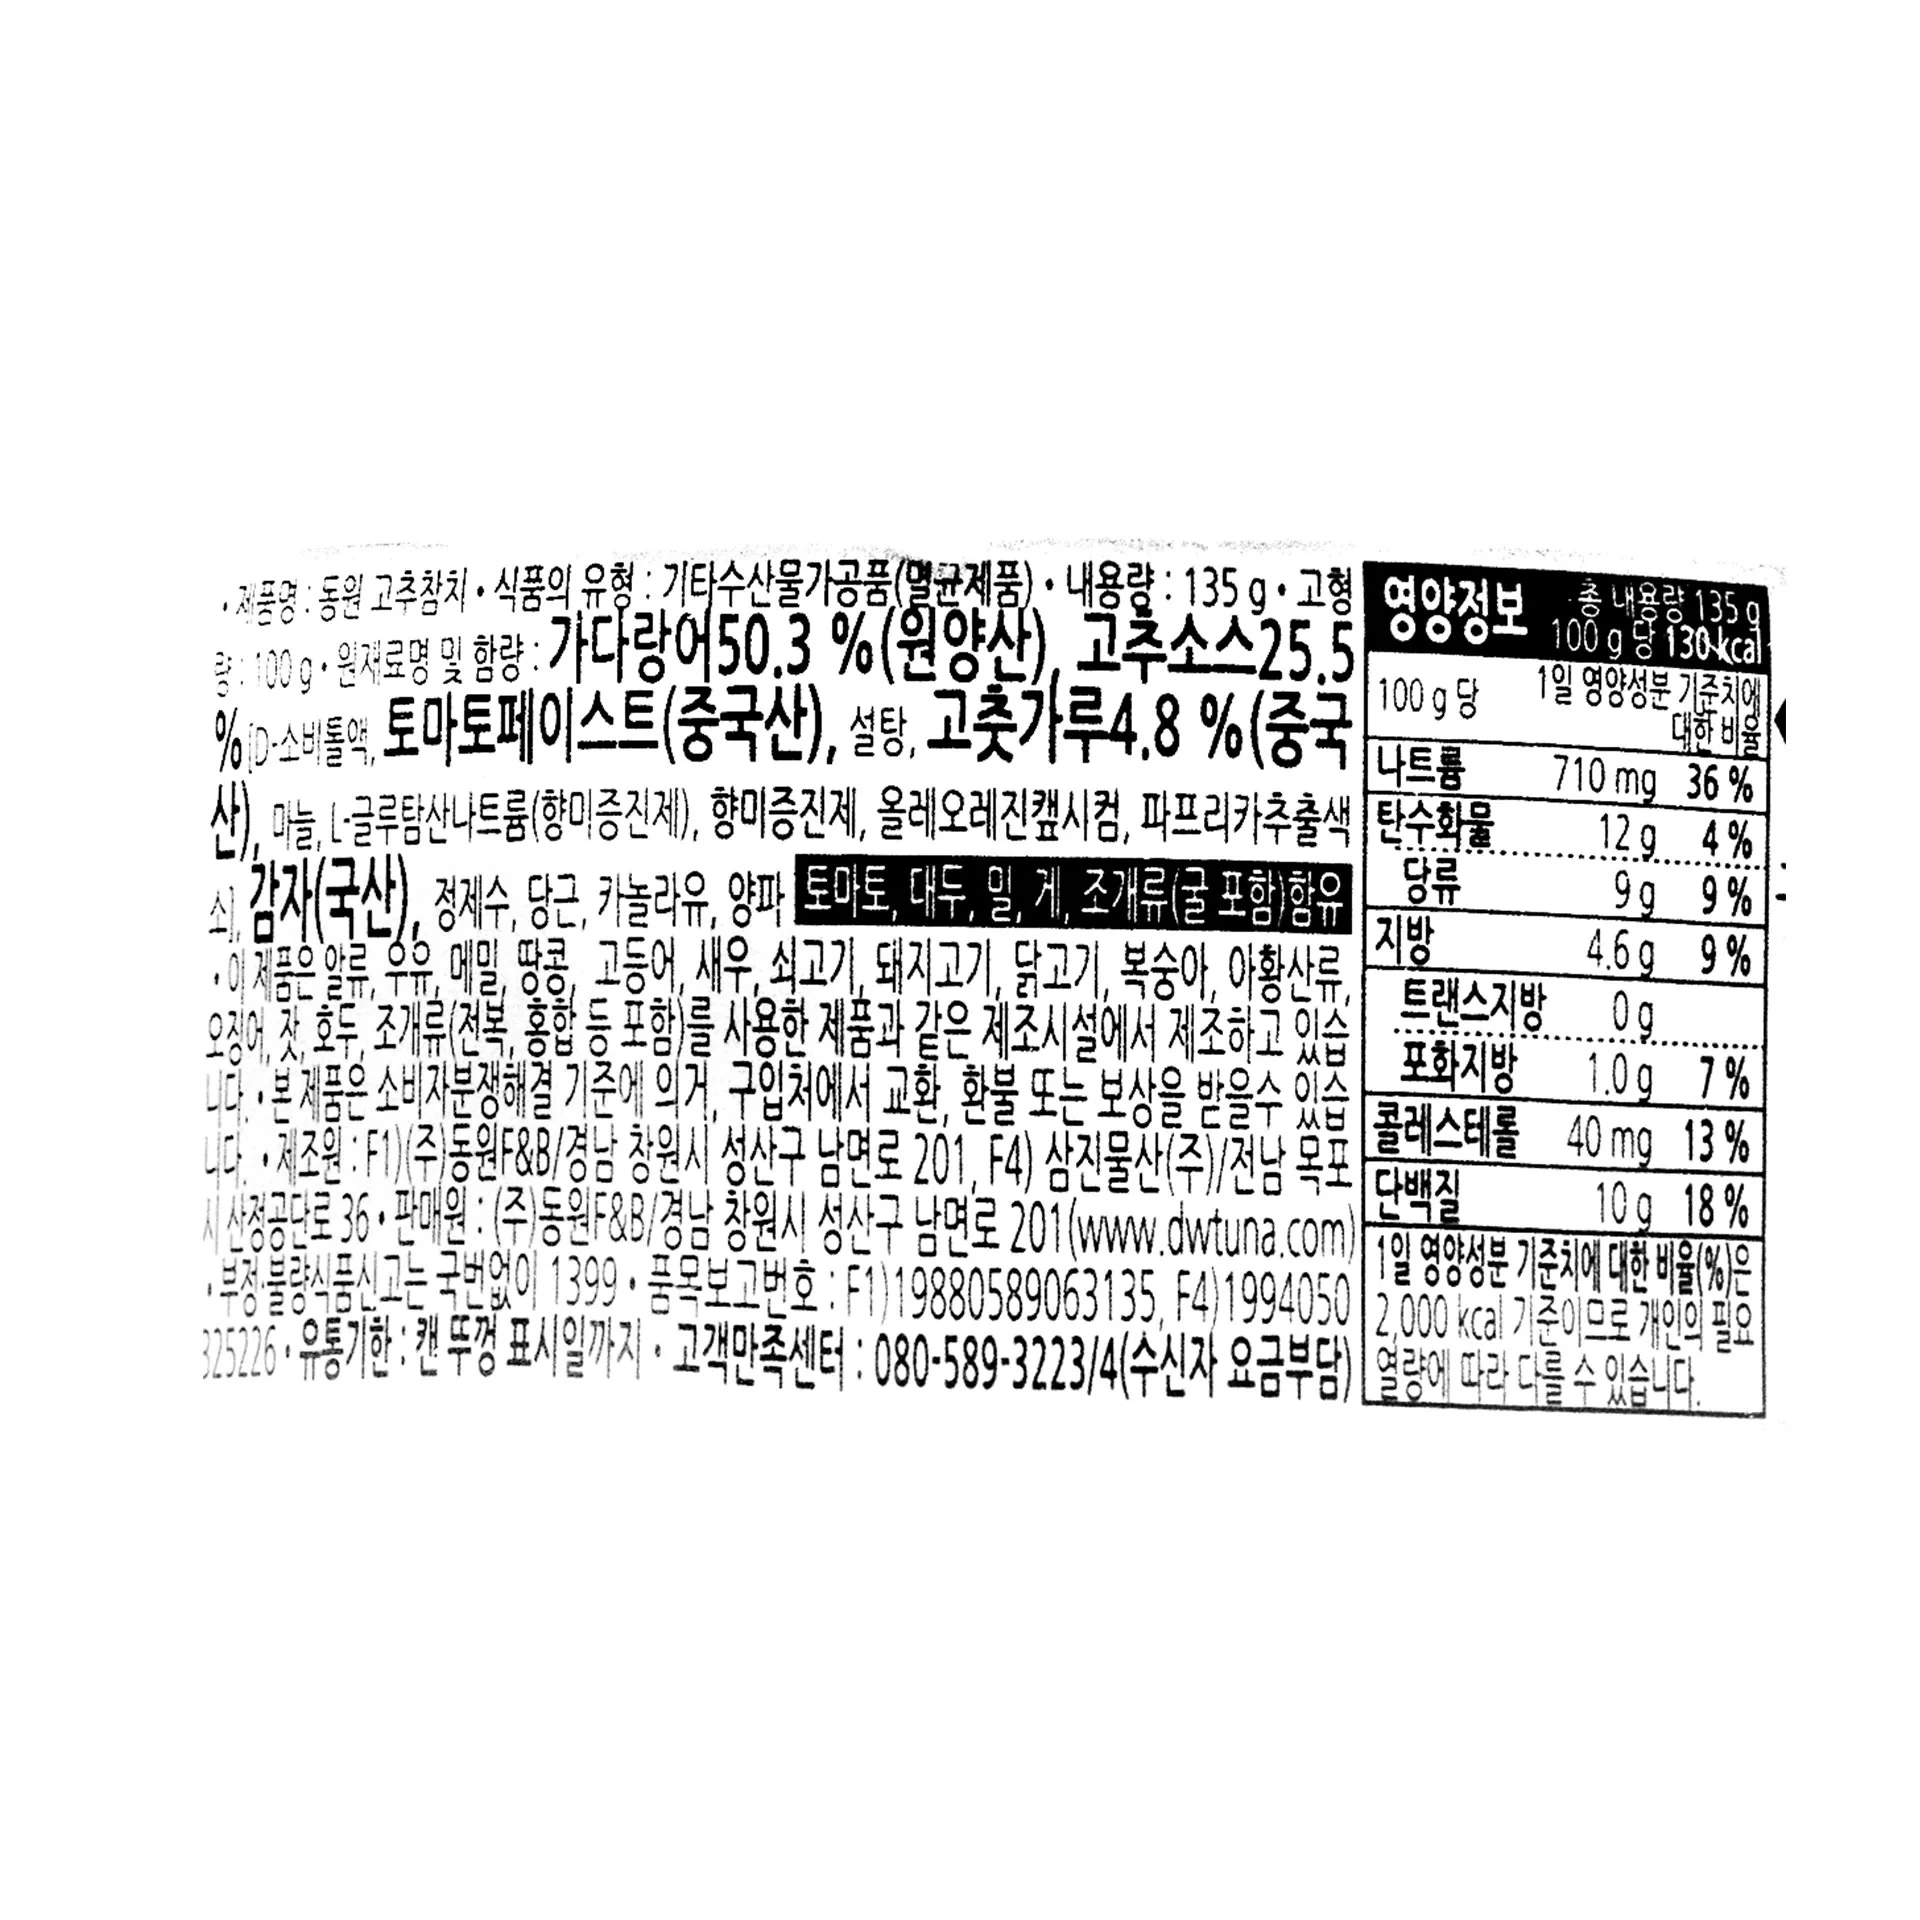 • 제품명 : 동원 고추참치 • 식품의 유형 : 기타수산물가공품(멸균제품) • 내용량 : 135 g • 고형
량 : 100 g • 원재료명 및 함량 : 가다랑어50.3 %(원양산), 고추소스25.5
%[D-소비톨액, 토마토페이스트(중국산), 설탕, 고춧가루4.8 %(중국
산), 마늘, L-글루탐산나트륨(향미증진제), 향미증진제, 올레오레진캪시컴, 파프리카추출색
소], 감자(국산), 정제수, 당근, 카놀라유, 양파 토마토, 대두, 밀, 게, 조개류(굴 포함)함유
• 이 제품은 알류, 우유, 메밀, 땅콩, 고등어, 새우, 쇠고기, 돼지고기, 닭고기, 복숭아, 아황산류,
오징어, 잣, 호두, 조개류(전복, 홍합 등 포함)를 사용한 제품과 같은 제조시설에서 제조하고 있습
니다. • 본 제품은 소비자분쟁해결 기준에 의거, 구입처에서 교환, 환불 또는 보상을 받을수 있습
니다. • 제조원 : F1)(주)동원F&B/경남 창원시 성산구 남면로 201, F4) 삼진물산(주)/전남 목포
시 산정공단로 36 • 판매원 : (주)동원F&B/경남 창원시 성산구 남면로 201(www.dwtuna.com)
• 부정·불량식품신고는 국번없이 1399 • 품목보고번호 : F1)19880589063135, F4)1994050
325226 • 유통기한 : 캔 뚜껑 표시일까지 • 고객만족센터 : 080-589-3223/4(수신자 요금부담)
영양정보 총 내용량 135 g
100 g 당 130 kcal
100 g 당 1일 영양성분 기준치에
대한 비율
나트륨 710 mg 36 %
탄수화물 12 g 4 %
당류 9 g 9 %
지방 4.6 g 9 %
트랜스지방 0 g
포화지방 1.0 g 7 %
콜레스테롤 40 mg 13 %
단백질 10 g 18 %
1일 영양성분 기준치에 대한 비율(%)은
2,000 kcal 기준이므로 개인의 필요
열량에 따라 다를 수 있습니다.